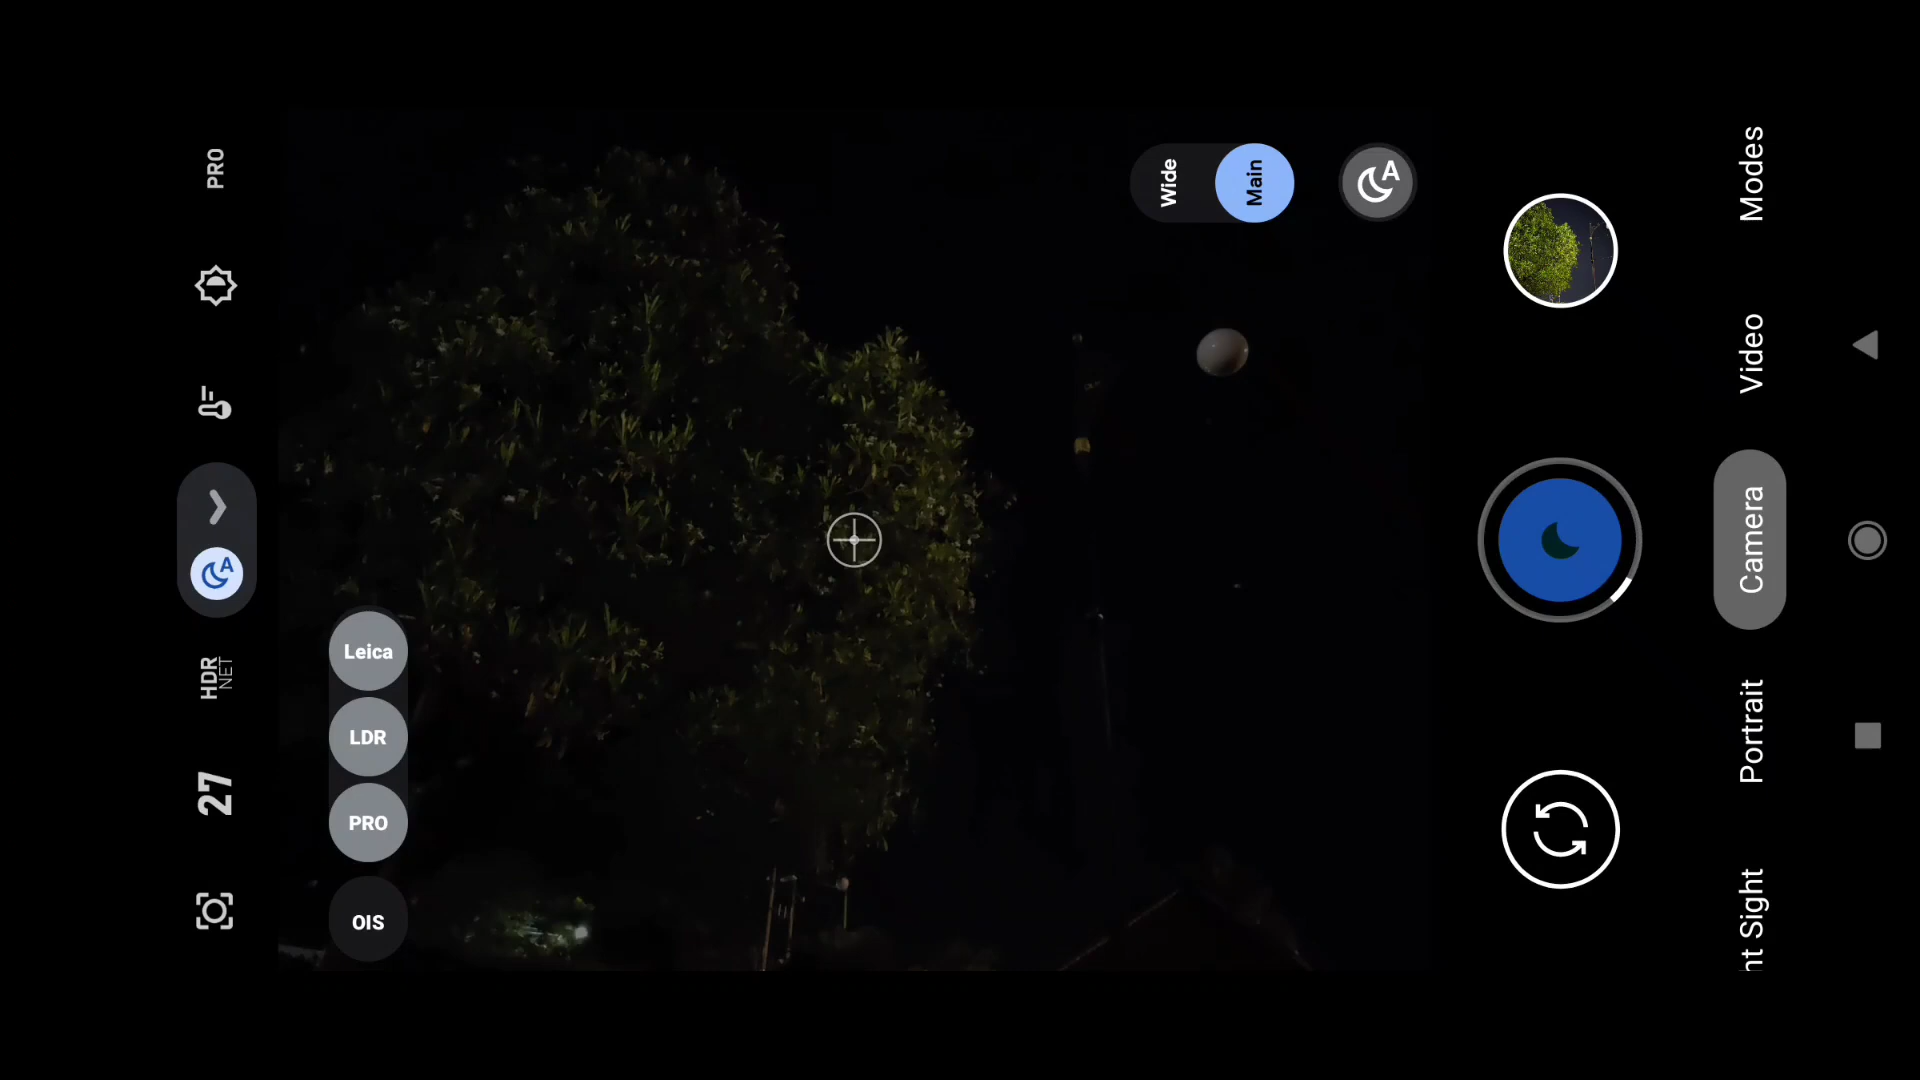 PRO
HDR
NET
27
Leica
LDR
PRO
OIS
Wide
Main
A
A
Modes
Video
Camera
Portrait
nt Sight